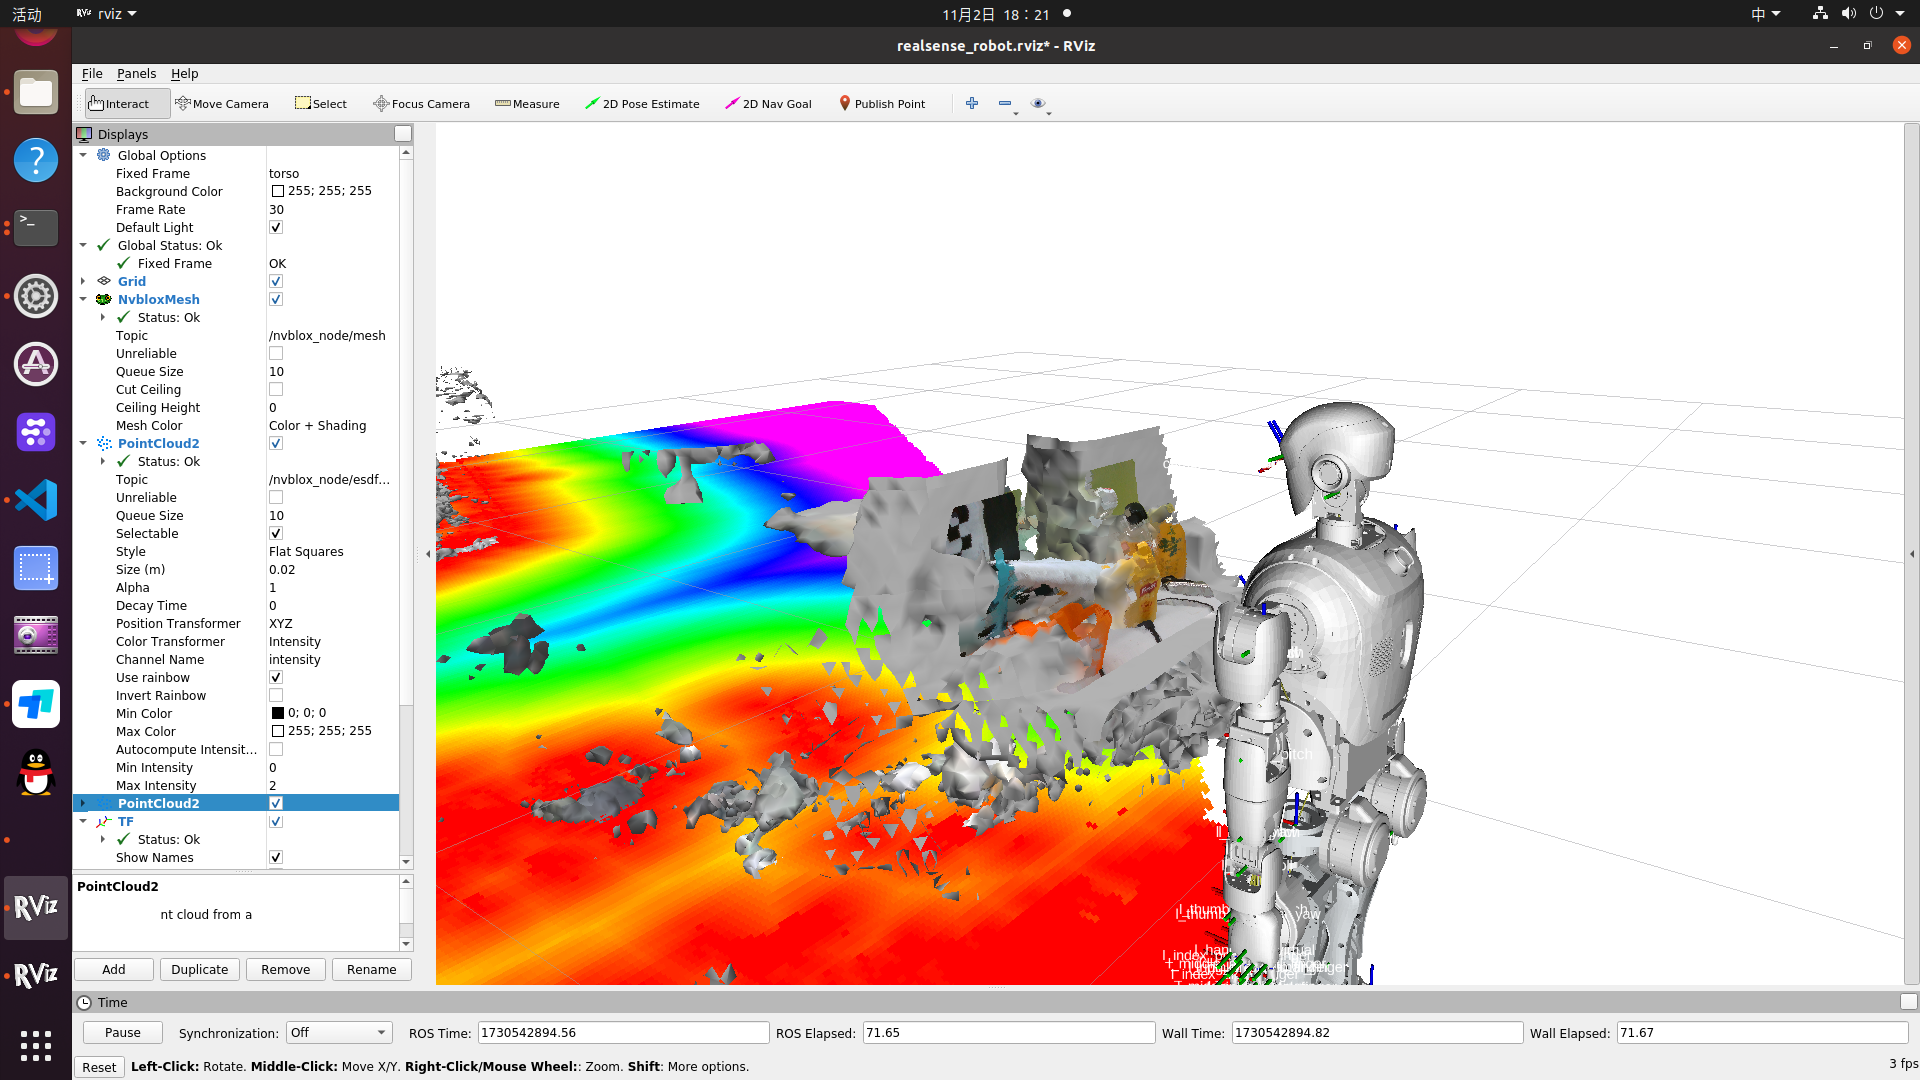 活动
RViz rviz
11月2日 18：21
中
realsense_robot.rviz* - RViz
File Panels Help
Interact Move Camera Select Focus Camera Measure 2D Pose Estimate 2D Nav Goal Publish Point
Displays
Global Options
Fixed Frame torso
Background Color 255; 255; 255
Frame Rate 30
Default Light
Global Status: Ok
Fixed Frame OK
Grid
NvbloxMesh
Status: Ok
Topic /nvblox_node/mesh
Unreliable
Queue Size 10
Cut Ceiling
Ceiling Height 0
Mesh Color Color + Shading
PointCloud2
Status: Ok
Topic /nvblox_node/esdf...
Unreliable
Queue Size 10
Selectable
Style Flat Squares
Size (m) 0.02
Alpha 1
Decay Time 0
Position Transformer XYZ
Color Transformer Intensity
Channel Name intensity
Use rainbow
Invert Rainbow
Min Color 0; 0; 0
Max Color 255; 255; 255
Autocompute Intensit...
Min Intensity 0
Max Intensity 2
PointCloud2
TF
Status: Ok
Show Names
PointCloud2
nt cloud from a
Add Duplicate Remove Rename
RViz
RViz
pitch
l_thumb
yaw
Time
Pause Synchronization: Off ROS Time: 1730542894.56 ROS Elapsed: 71.65 Wall Time: 1730542894.82 Wall Elapsed: 71.67
Reset Left-Click: Rotate. Middle-Click: Move X/Y. Right-Click/Mouse Wheel:: Zoom. Shift: More options.
3 fps